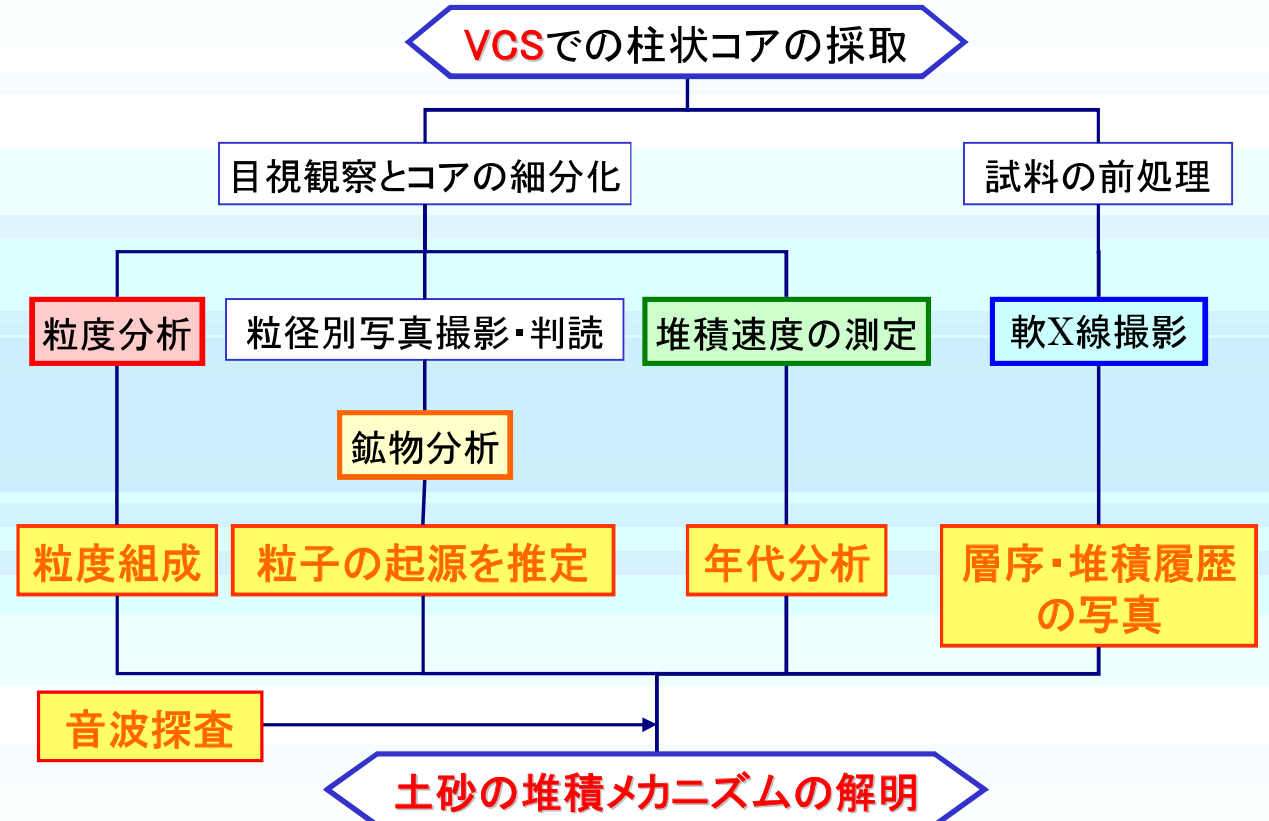 VCSでの柱状コアの採取
目視観察とコアの細分化
試料の前処理
粒度分析
粒径別写真撮影・判読
堆積速度の測定
軟X線撮影
鉱物分析
粒度組成
粒子の起源を推定
年代分析
層序・堆積履歴
の写真
音波探査
土砂の堆積メカニズムの解明